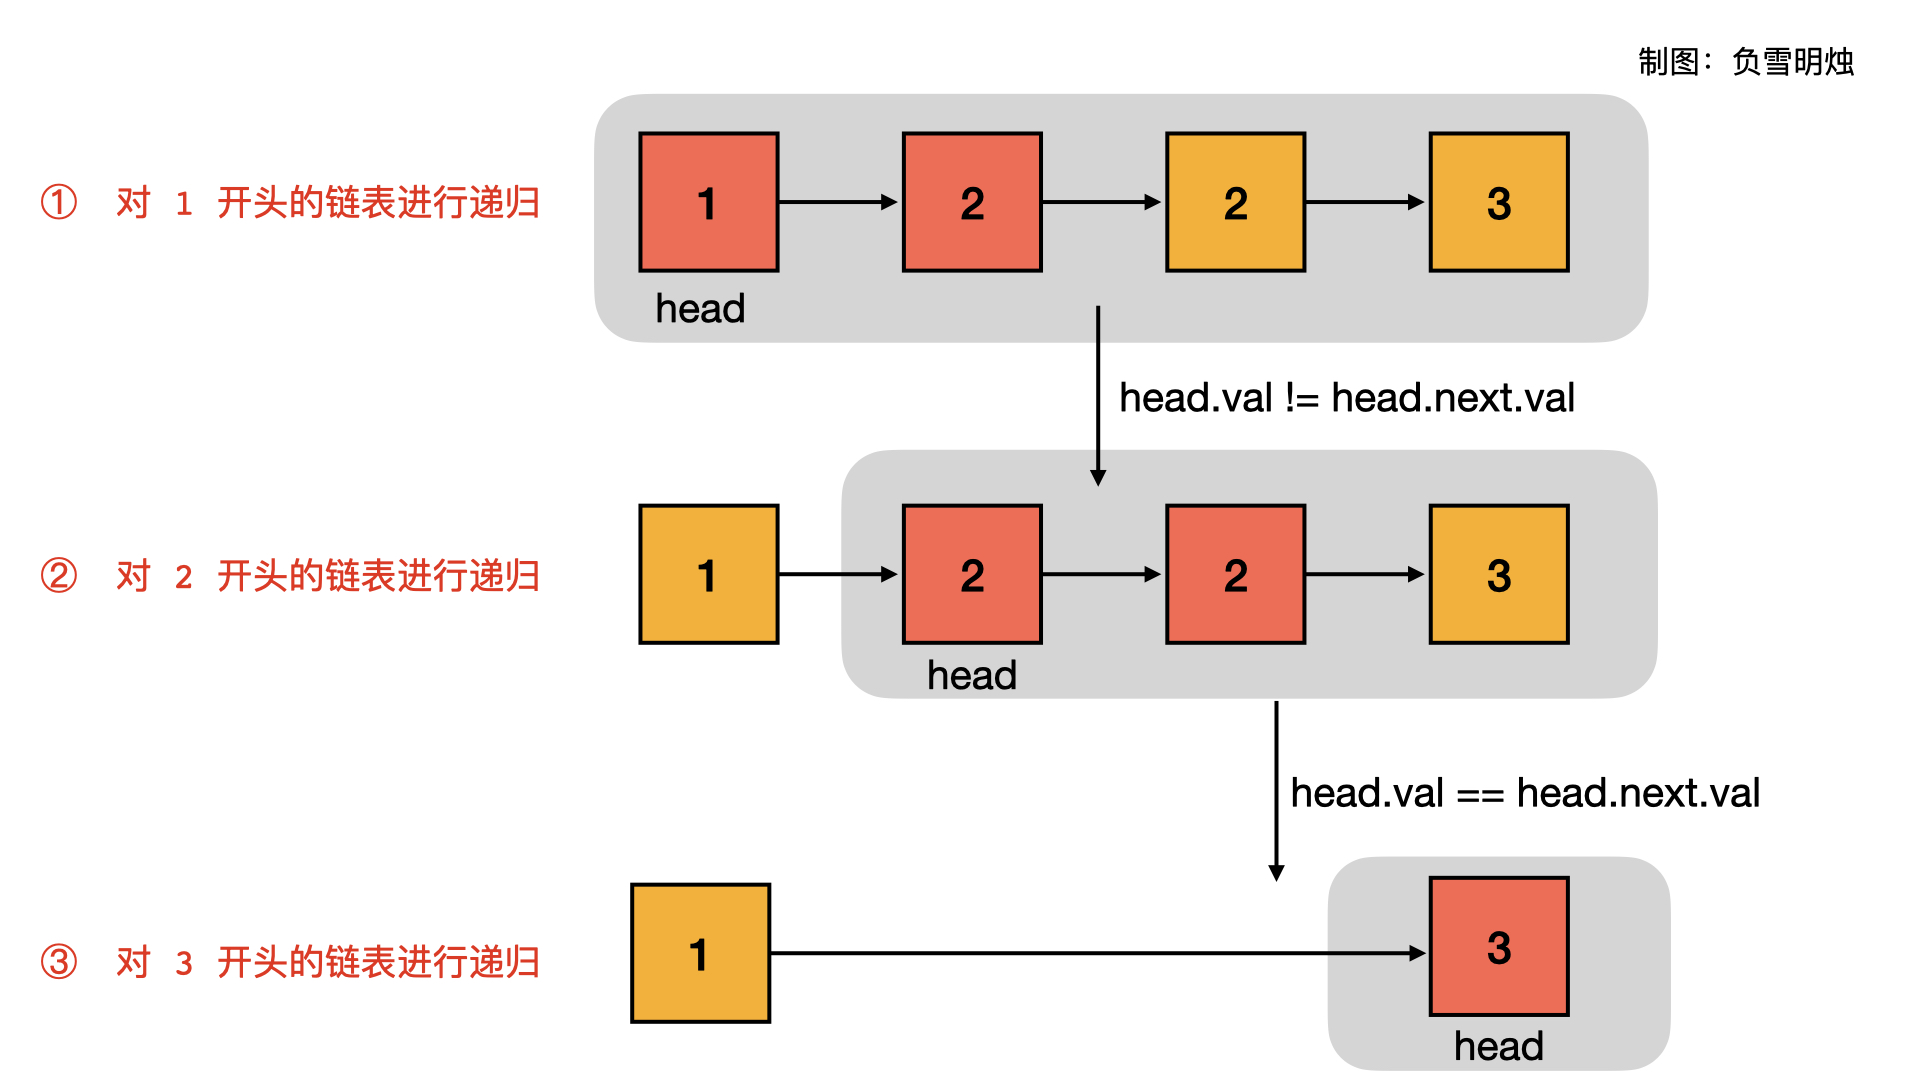 制图：负雪明烛
① 对 1 开头的链表进行递归
1 2 2 3
head
head.val != head.next.val
② 对 2 开头的链表进行递归
1 2 2 3
head
head.val == head.next.val
③ 对 3 开头的链表进行递归
1 3
head